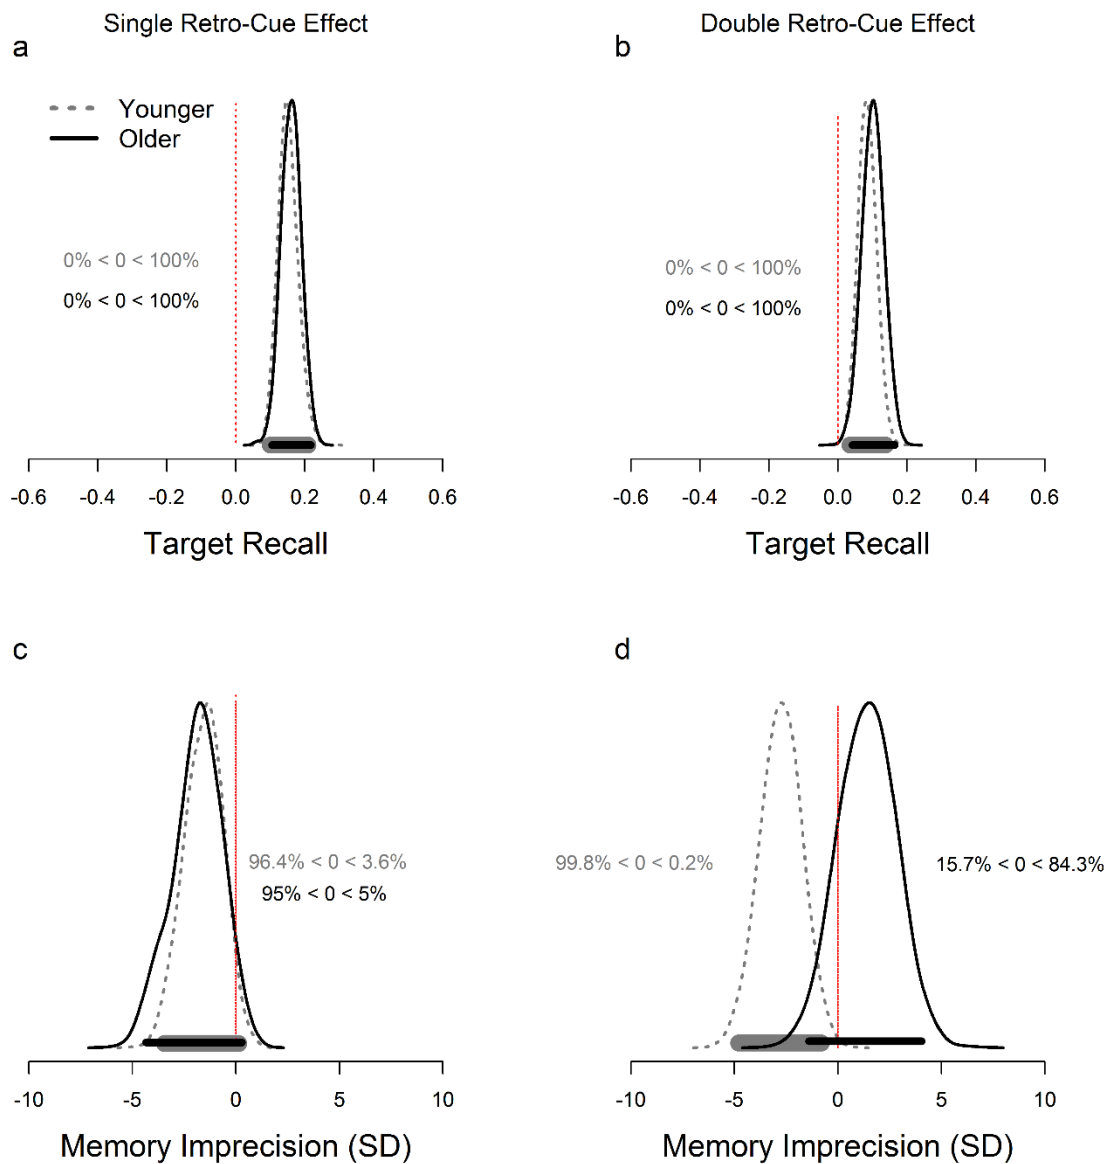 Single Retro-Cue Effect
Double Retro-Cue Effect
a
b
Younger
Older
0% < 0 < 100%
0% < 0 < 100%
0% < 0 < 100%
0% < 0 < 100%
-0.6 -0.4 -0.2 0.0 0.2 0.4 0.6
-0.6 -0.4 -0.2 0.0 0.2 0.4 0.6
Target Recall
Target Recall
c
d
96.4% < 0 < 3.6%
95% < 0 < 5%
99.8% < 0 < 0.2%
15.7% < 0 < 84.3%
-10 -5 0 5 10
-10 -5 0 5 10
Memory Imprecision (SD)
Memory Imprecision (SD)